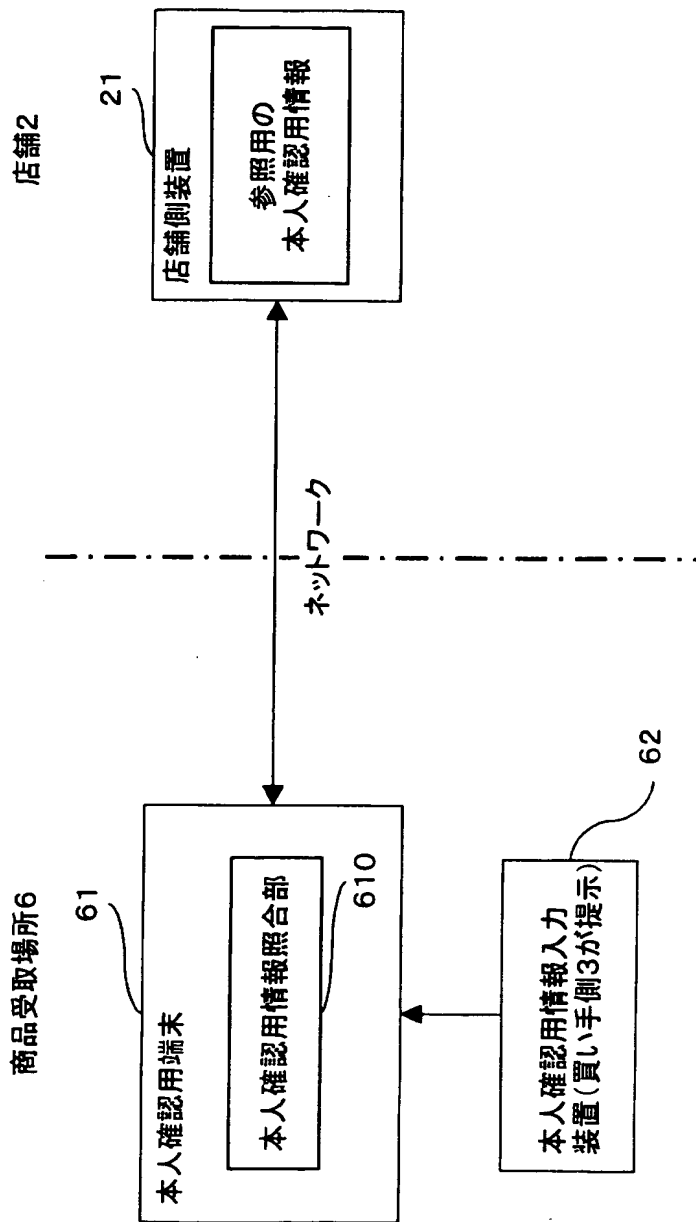 商品受取場所6
61
本人確認用端末
本人確認用情報照合部
610
本人確認用情報入力
装置(買い手側3が提示)
62
ネットワーク
店舗2
21
店舗側装置
参照用の
本人確認用情報